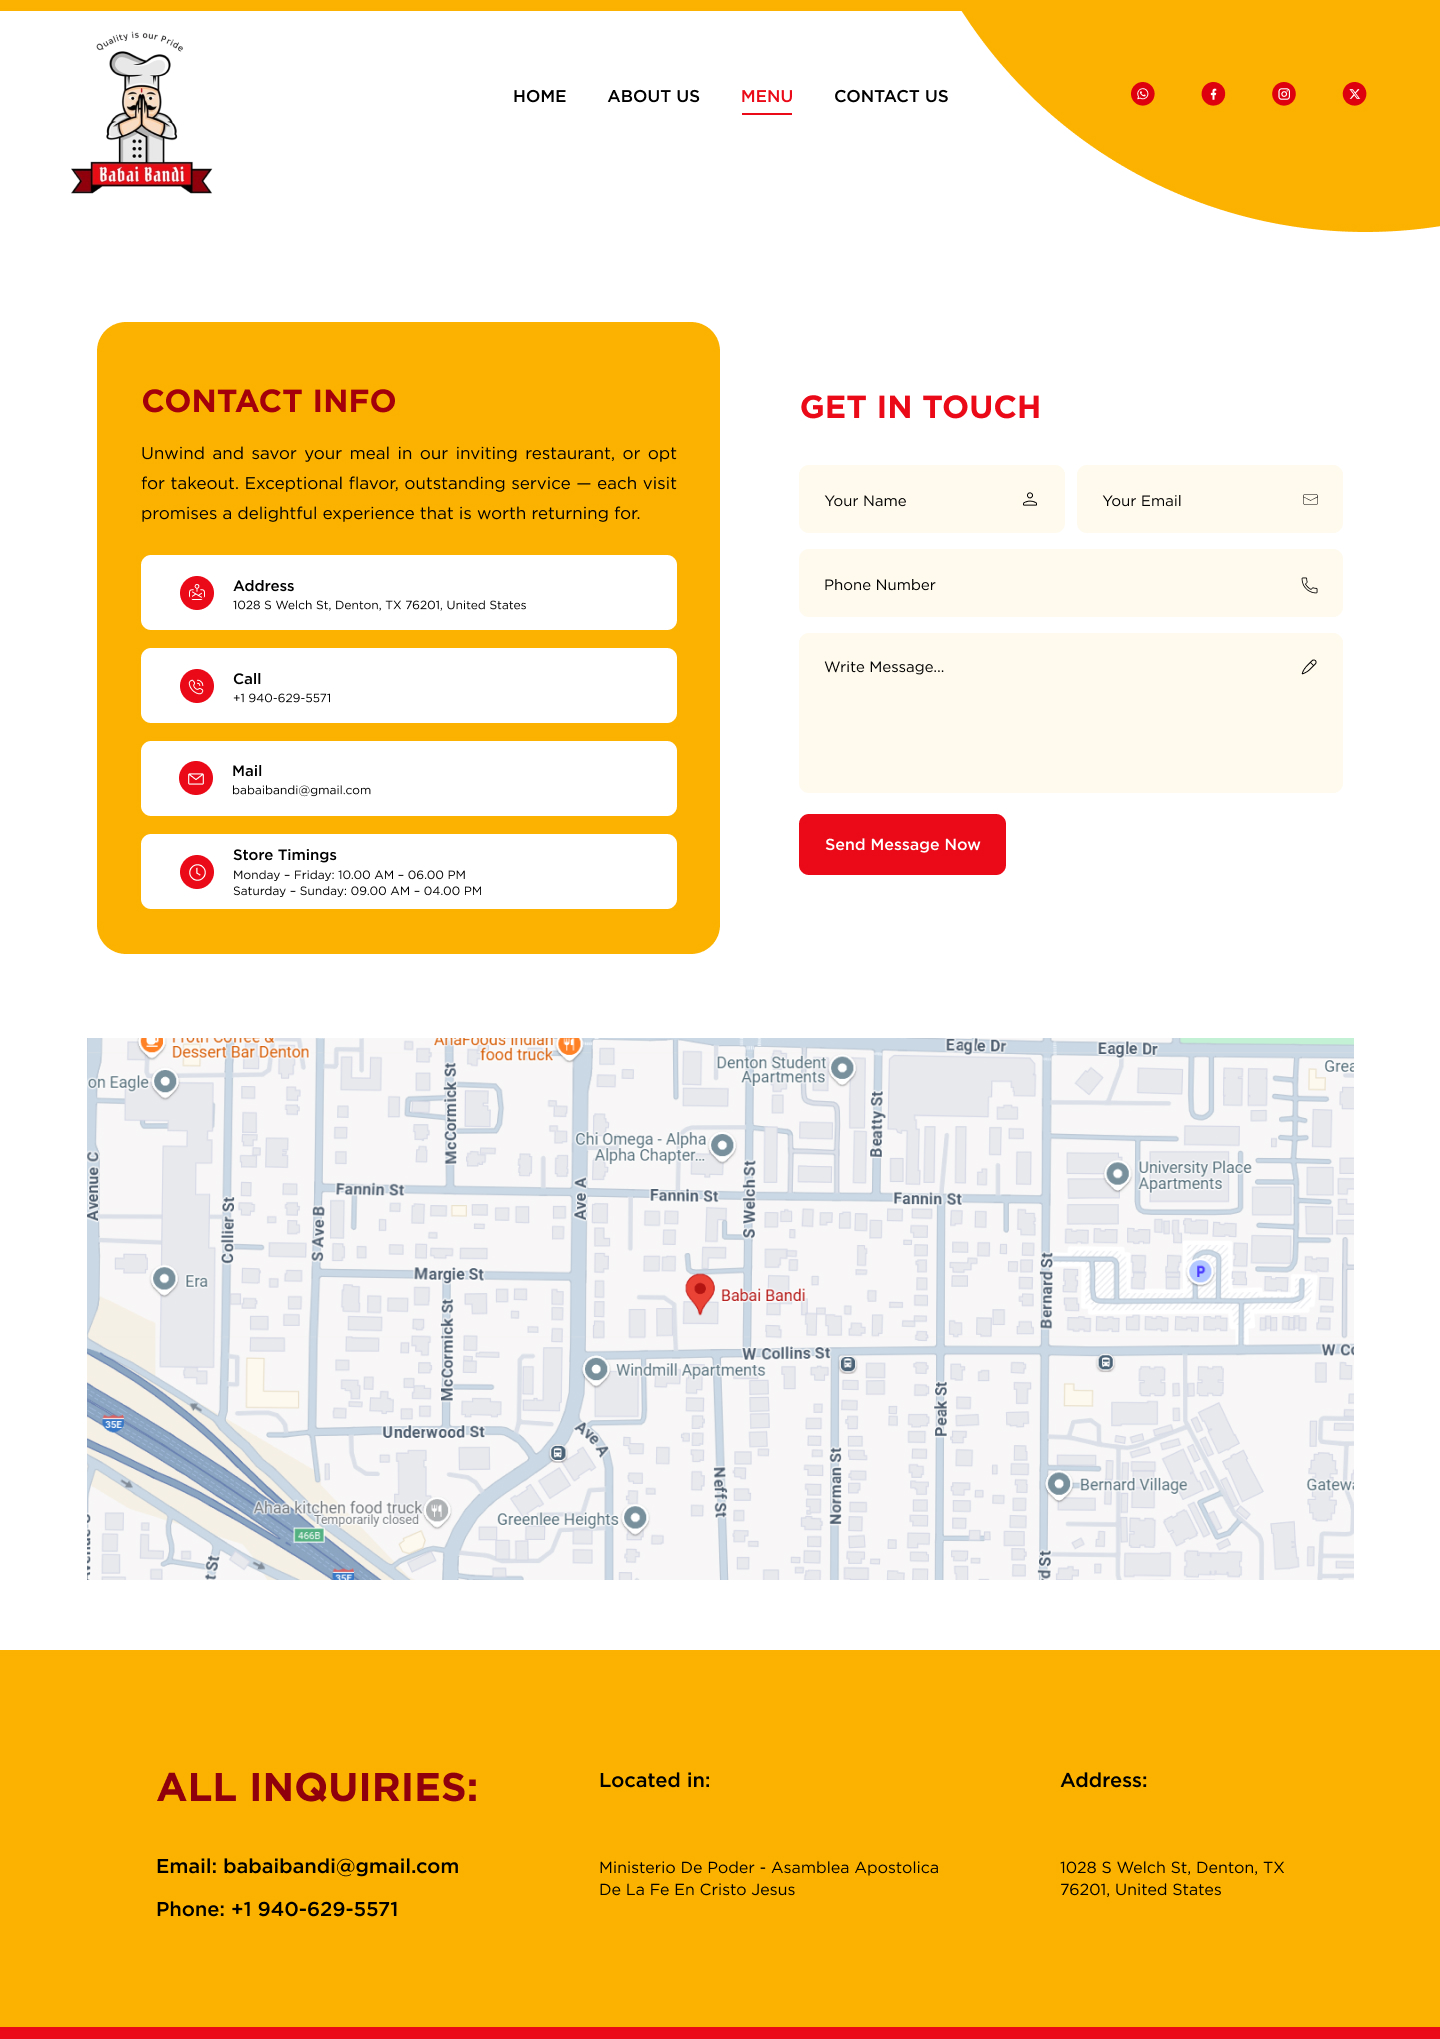 Quality is our Pride
Babai Bandi
HOME
ABOUT US
MENU
CONTACT US
CONTACT INFO
Unwind and savor your meal in our inviting restaurant, or opt
for takeout. Exceptional flavor, outstanding service — each visit
promises a delightful experience that is worth returning for.
Address
1028 S Welch St, Denton, TX 76201, United States
Call
+1 940-629-5571
Mail
babaibandi@gmail.com
Store Timings
Monday – Friday: 10.00 AM – 06.00 PM
Saturday – Sunday: 09.00 AM – 04.00 PM
GET IN TOUCH
Your Name
Your Email
Phone Number
Write Message...
Send Message Now
Froth Coffee &
Dessert Bar Denton
AhaFoods Indian
food truck
Eagle Dr
Eagle Dr
Denton Student
Apartments
Grea
on Eagle
McCormick St
Beatty St
Chi Omega - Alpha
Alpha Chapter...
University Place
Apartments
Avenue C
Fannin St
Ave A
Fannin St
S Welch St
Fannin St
Collier St
S Ave B
Era
Margie St
Babai Bandi
Bernard St
P
McCormick St
W Collins St
W Co
Windmill Apartments
Peak St
35E
Underwood St
Ave A
Neff St
Norman St
Bernard Village
Gatewa
Ahaa kitchen food truck
Temporarily closed
Greenlee Heights
466B
t St
rd St
35E
ALL INQUIRIES:
Email: babaibandi@gmail.com
Phone: +1 940-629-5571
Located in:
Ministerio De Poder - Asamblea Apostolica
De La Fe En Cristo Jesus
Address:
1028 S Welch St, Denton, TX
76201, United States